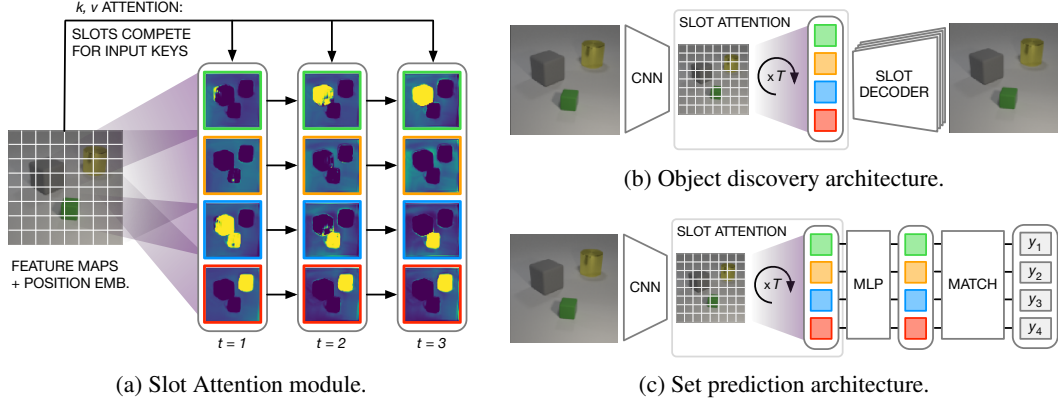 k, v ATTENTION:
SLOTS COMPETE
FOR INPUT KEYS
FEATURE MAPS
+ POSITION EMB.
t = 1
t = 2
t = 3
(a) Slot Attention module.
SLOT ATTENTION
CNN
x T
SLOT
DECODER
(b) Object discovery architecture.
SLOT ATTENTION
CNN
x T
MLP
MATCH
y1
y2
y3
y4
(c) Set prediction architecture.